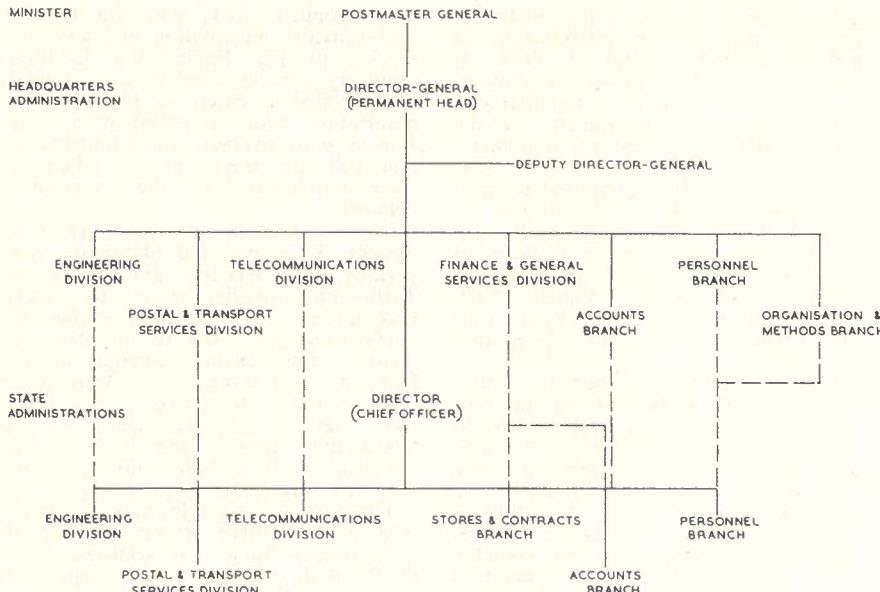 MINISTER
POSTMASTER GENERAL
HEADQUARTERS
ADMINISTRATION
DIRECTOR-GENERAL
(PERMANENT HEAD)
DEPUTY DIRECTOR-GENERAL
ENGINEERING
DIVISION
TELECOMMUNICATIONS
DIVISION
FINANCE & GENERAL
SERVICES DIVISION
PERSONNEL
BRANCH
POSTAL & TRANSPORT
SERVICES DIVISION
ACCOUNTS
BRANCH
ORGANISATION &
METHODS BRANCH
STATE
ADMINISTRATIONS
DIRECTOR
(CHIEF OFFICER)
ENGINEERING
DIVISION
TELECOMMUNICATIONS
DIVISION
STORES & CONTRACTS
BRANCH
PERSONNEL
BRANCH
POSTAL & TRANSPORT
SERVICES DIVISION
ACCOUNTS
BRANCH